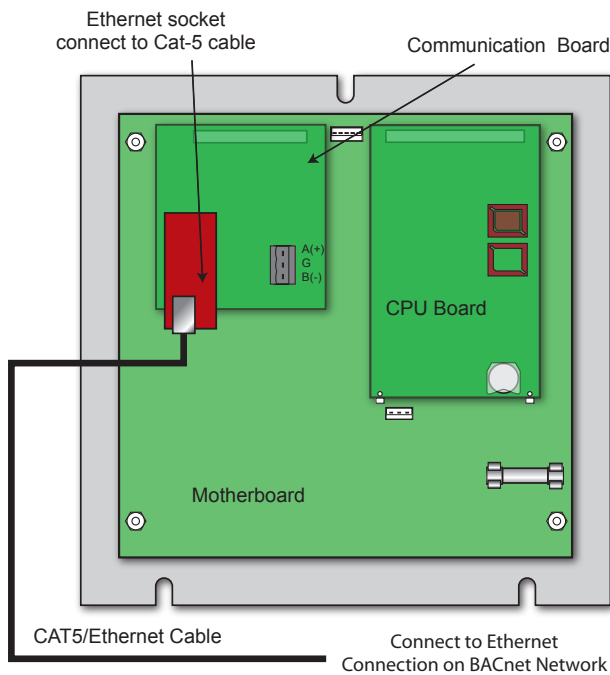 Ethernet socket
connect to Cat-5 cable
Communication Board
A(+)
G
B(-)
CPU Board
Motherboard
CAT5/Ethernet Cable
Connect to Ethernet
Connection on BACnet Network